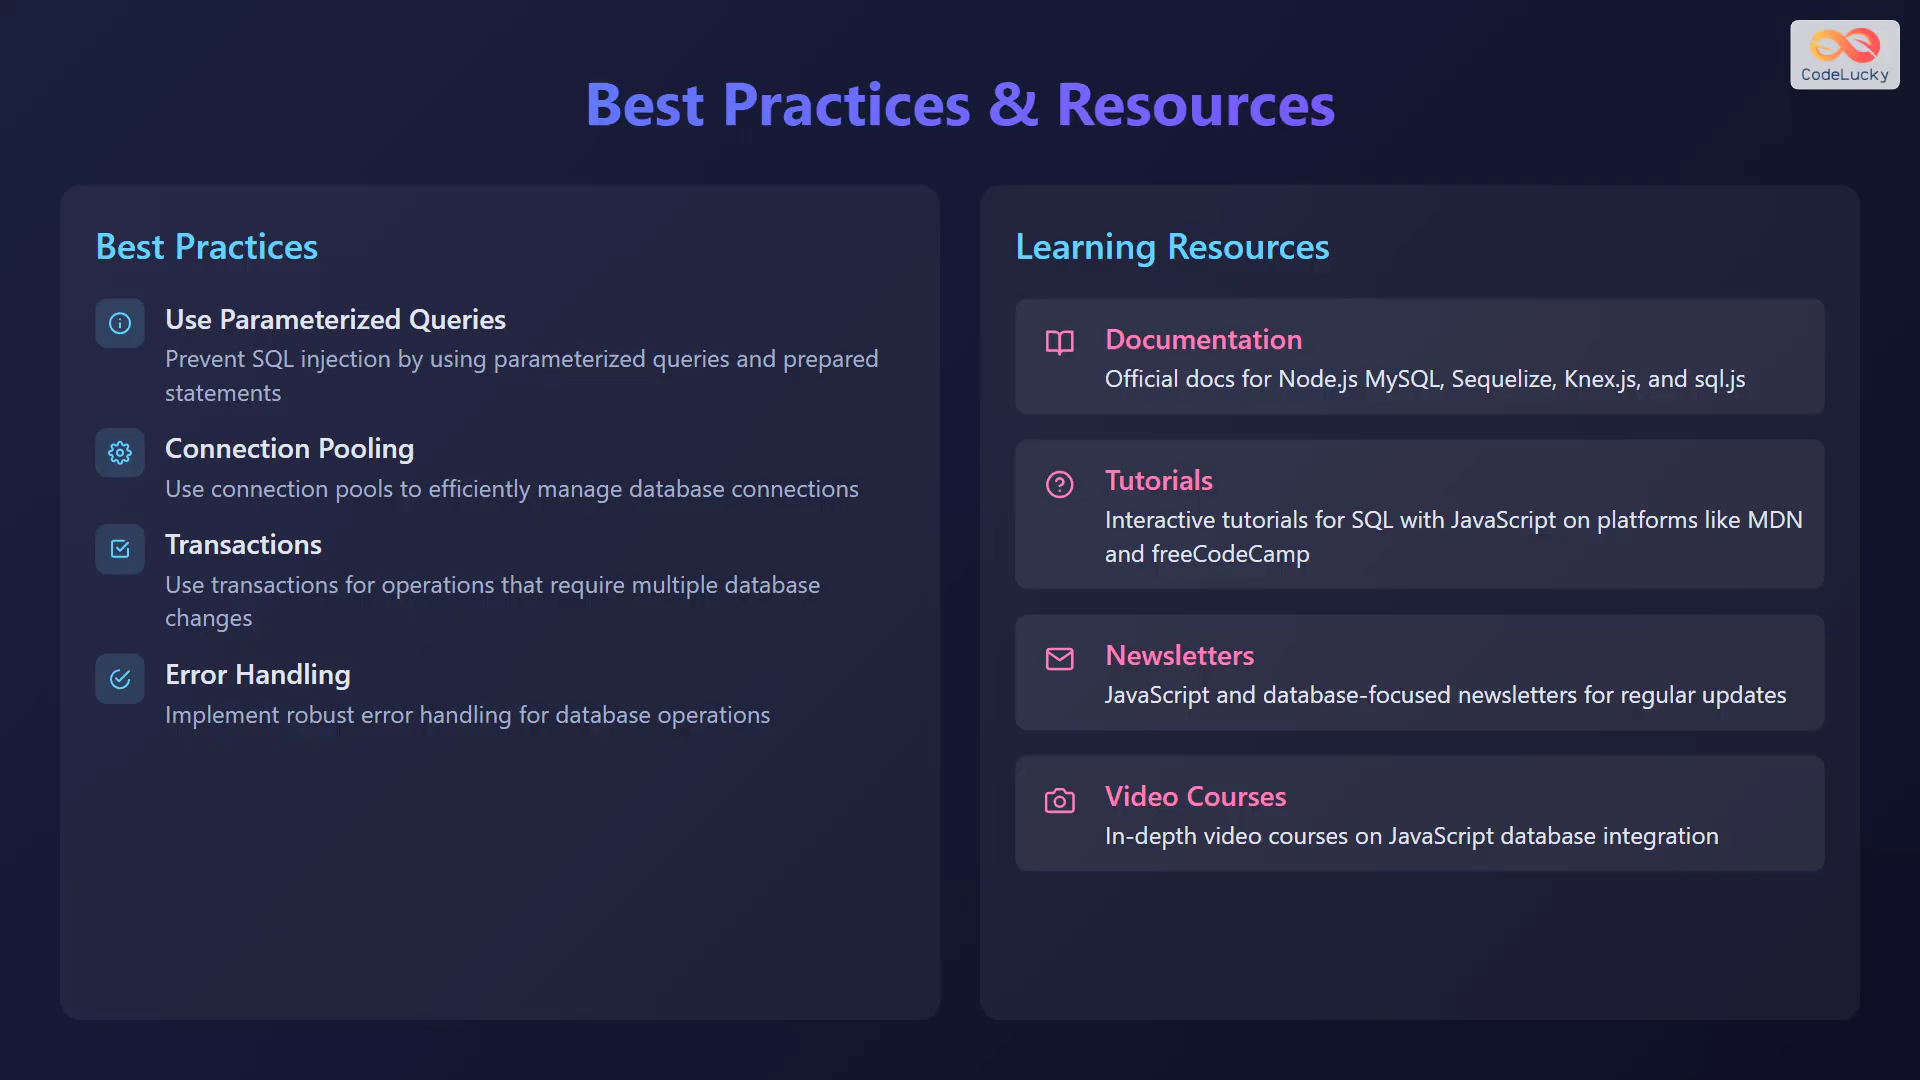 CodeLucky
Best Practices & Resources
Best Practices
Use Parameterized Queries
Prevent SQL injection by using parameterized queries and prepared
statements
Connection Pooling
Use connection pools to efficiently manage database connections
Transactions
Use transactions for operations that require multiple database
changes
Error Handling
Implement robust error handling for database operations
Learning Resources
Documentation
Official docs for Node.js MySQL, Sequelize, Knex.js, and sql.js
Tutorials
Interactive tutorials for SQL with JavaScript on platforms like MDN
and freeCodeCamp
Newsletters
JavaScript and database-focused newsletters for regular updates
Video Courses
In-depth video courses on JavaScript database integration